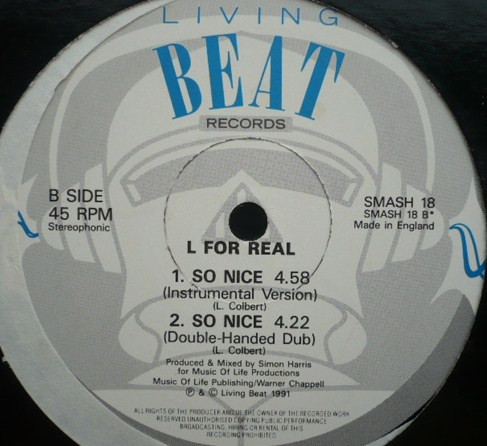 LIVING
BEAT
RECORDS
B SIDE
45 RPM
Stereophonic
SMASH 18
SMASH 18 B*
Made in England
L FOR REAL
1. SO NICE 4.58
(Instrumental Version)
(L. Colbert)
2. SO NICE 4.22
(Double-Handed Dub)
(L. Colbert)
Produced & Mixed by Simon Harris
for Music Of Life Productions
Music Of Life Publishing/Warner Chappell
℗ & © Living Beat 1991
ALL RIGHTS OF THE PRODUCER AND OF THE OWNER OF THE RECORDED WORK
RESERVED UNAUTHORISED COPYING PUBLIC PERFORMANCE
BROADCASTING, HIRING OR RENTAL OF THIS
RECORDING PROHIBITED